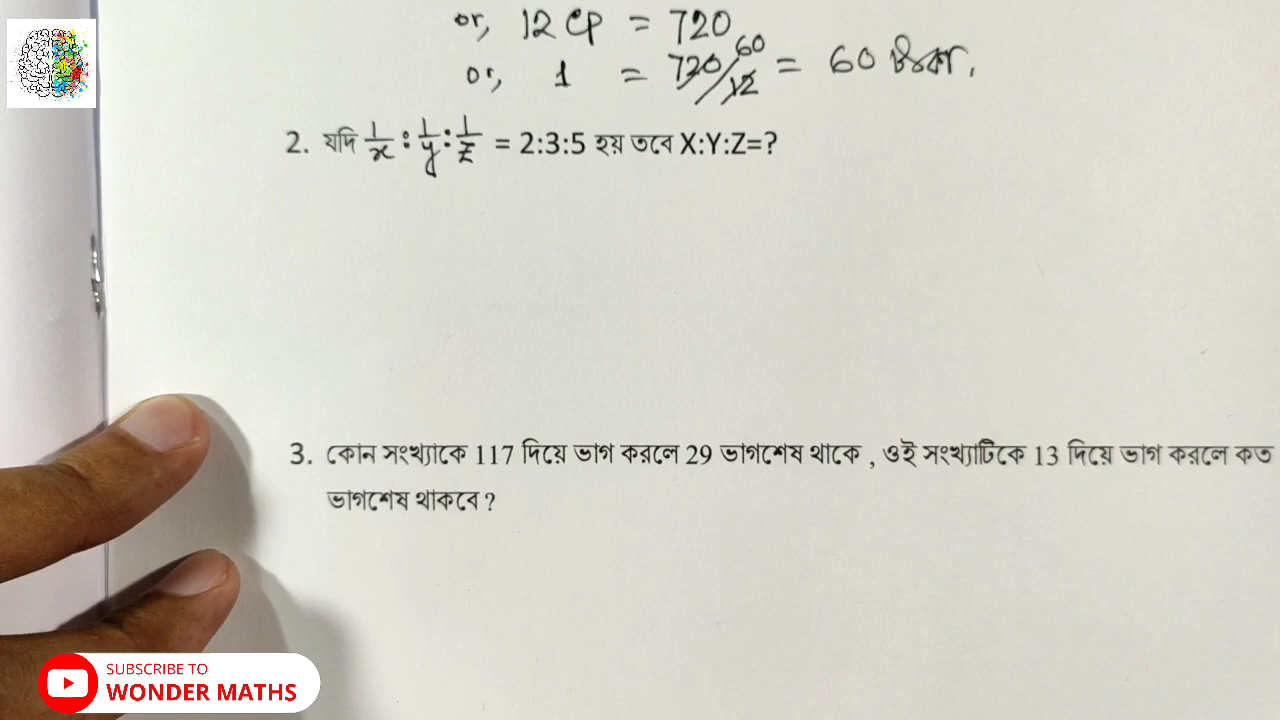 or, 12 CP = 720
or, 1 = 720/12 60 = 60 টাকা.
2. যদি 1/x : 1/y : 1/z = 2:3:5 হয় তবে X:Y:Z=?
3. কোন সংখ্যাকে 117 দিয়ে ভাগ করলে 29 ভাগশেষ থাকে , ওই সংখ্যাটিকে 13 দিয়ে ভাগ করলে কত
ভাগশেষ থাকবে ?
SUBSCRIBE TO
WONDER MATHS